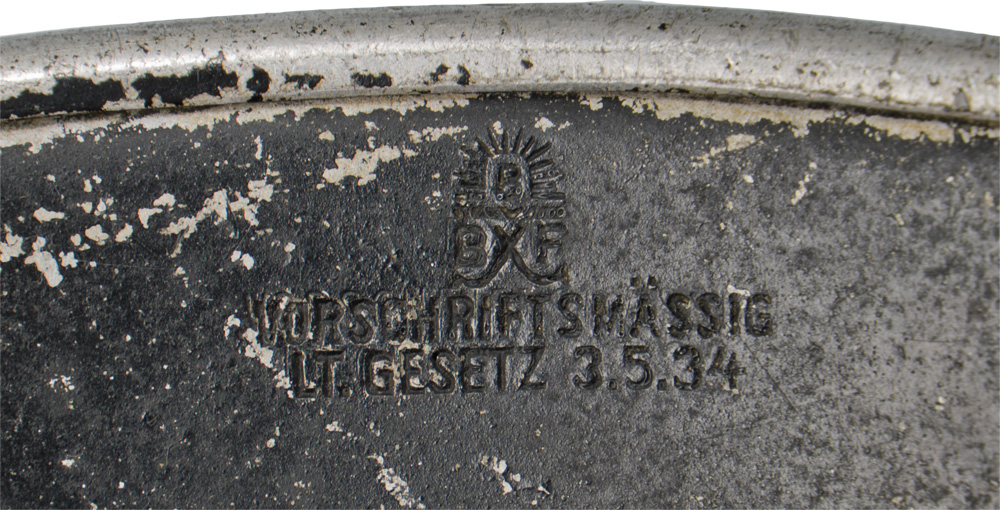 BXF
VORSCHRIFTSMÄSSIG
LT. GESETZ 3.5.34